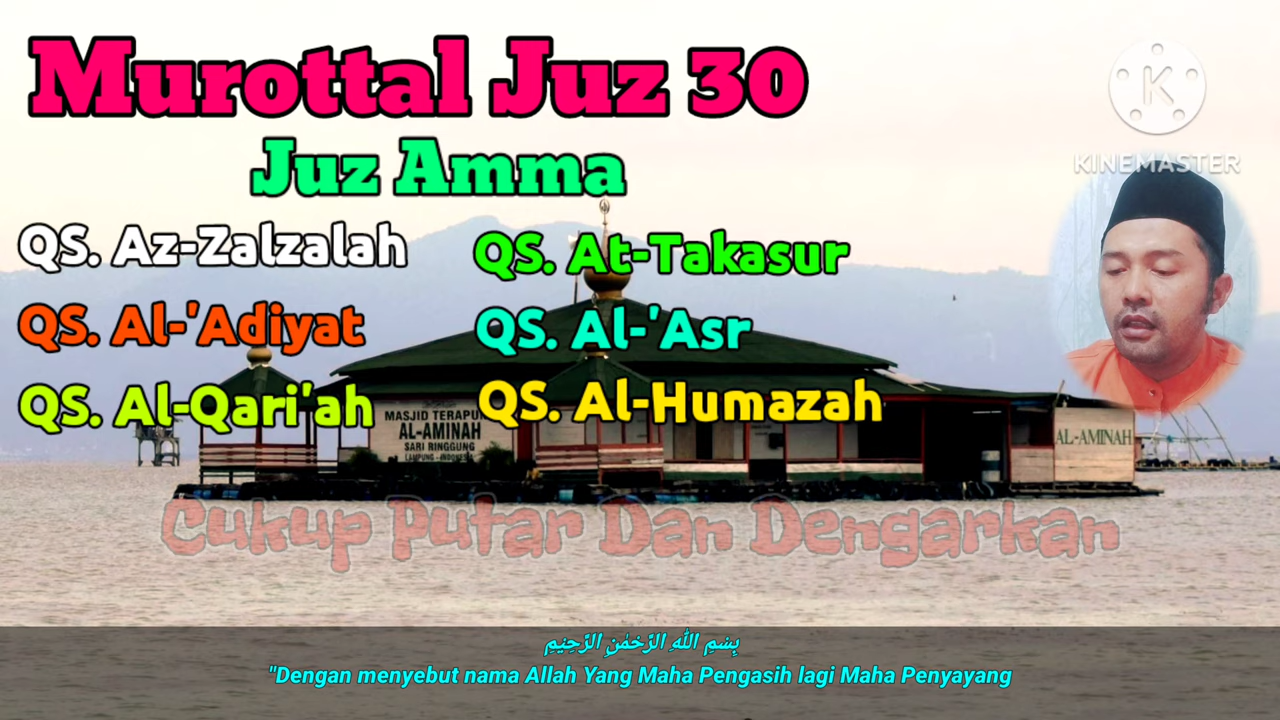 Murottal Juz 30
Juz Amma
QS. Az-Zalzalah
QS. Al-'Adiyat
QS. Al-Qari'ah
QS. At-Takasur
QS. Al-'Asr
QS. Al-Humazah
K
KINEMASTER
MASJID TERAPU
AL-AMINAH
SARI RINGGUNG
LAMPUNG - INDONESIA
AL-AMINAH
Cukup Putar Dan Dengarkan
بِسْمِ اللّٰهِ الرَّحْمٰنِ الرَّحِيْمِ
"Dengan menyebut nama Allah Yang Maha Pengasih lagi Maha Penyayang